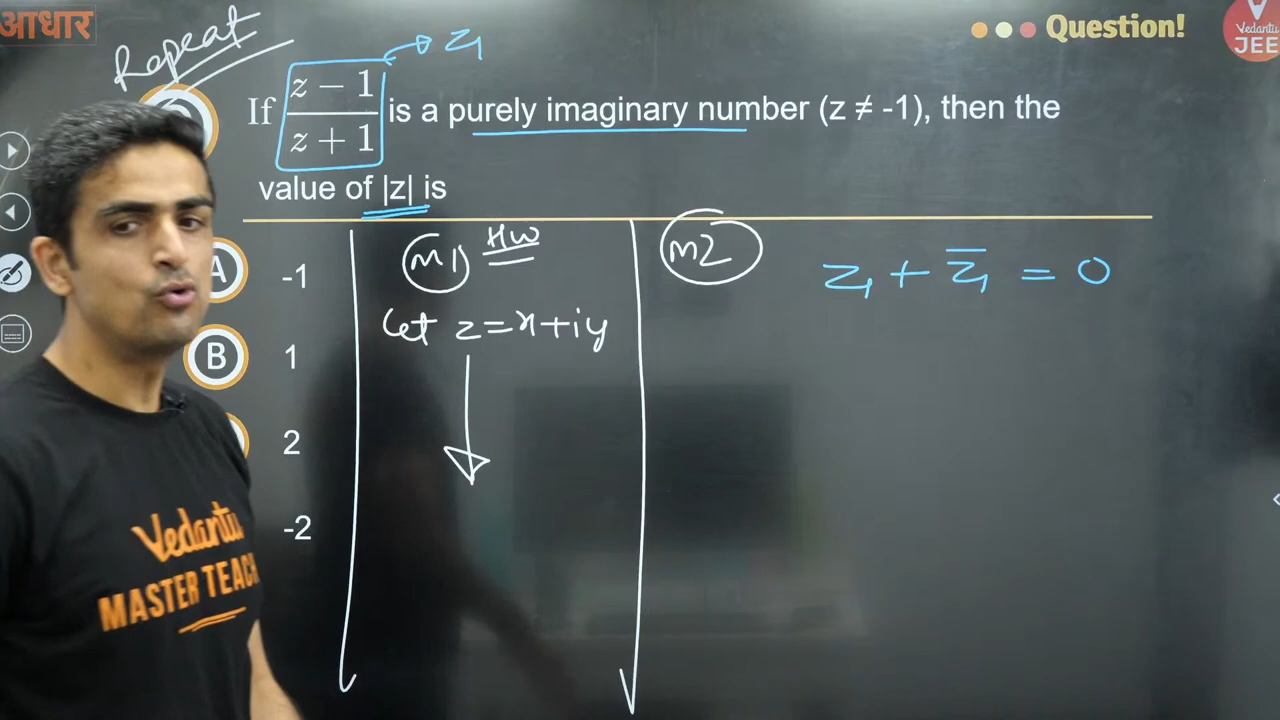 आधार
Repeat
Question!
Vedantu
JEE
z₁
If (z − 1)/(z + 1) is a purely imaginary number (z ≠ -1), then the
value of |z| is
A -1
B 1
2
-2
M1 HW
Let z=x+iy
M2
z₁ + z̅₁ = 0
Vedantu
MASTER TEACH